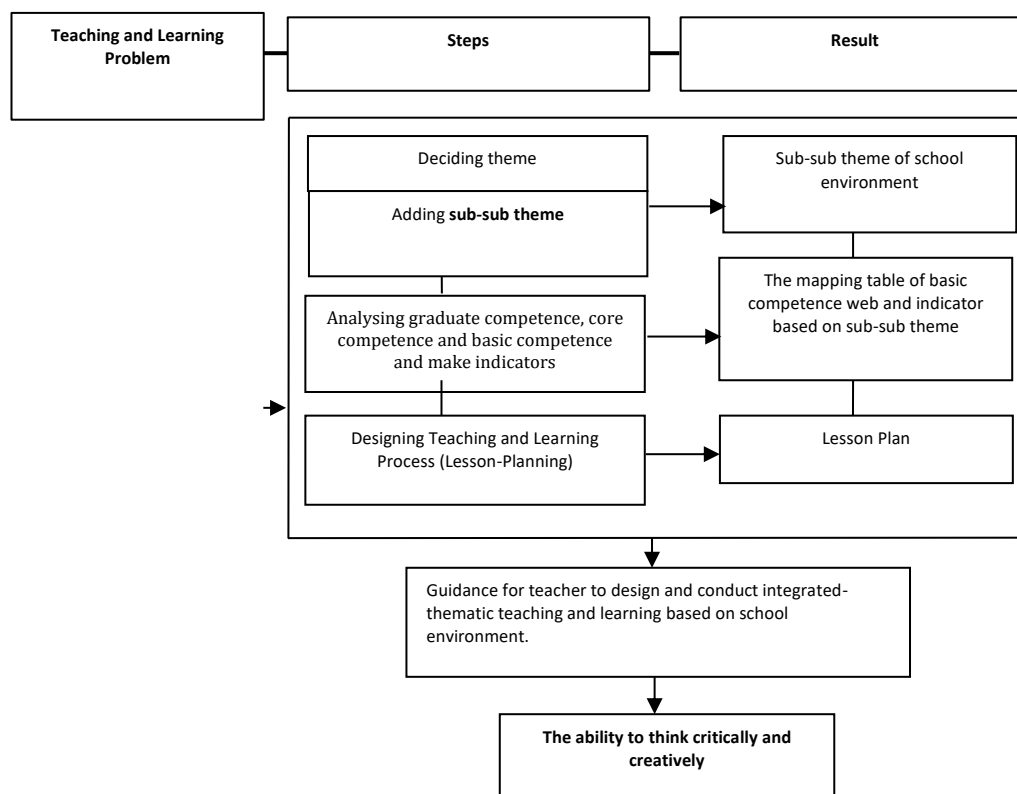 Teaching and Learning
Problem
Steps
Result
Deciding theme
Adding sub-sub theme
Sub-sub theme of school
environment
Analysing graduate competence, core
competence and basic competence
and make indicators
The mapping table of basic
competence web and indicator
based on sub-sub theme
Designing Teaching and Learning
Process (Lesson-Planning)
Lesson Plan
Guidance for teacher to design and conduct integrated-
thematic teaching and learning based on school
environment.
The ability to think critically and
creatively